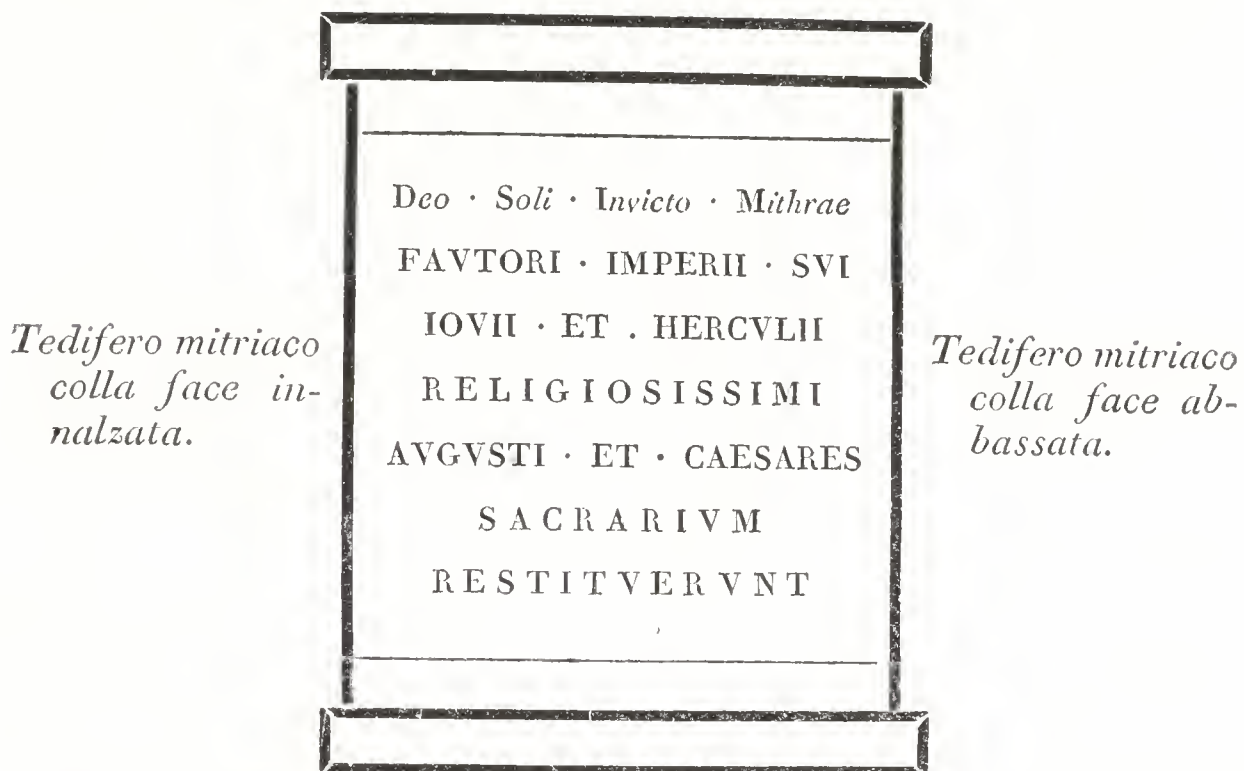 Deo · Soli · Invicto · Mithrae
FAVTORI · IMPERII · SVI
IOVII · ET . HERCVLII
RELIGIOSISSIMI
AVGVSTI · ET · CAESARES
SACRARIVM
RESTITVERVNT
Tedifero mitriaco
colla face in-
nalzata.
Tedifero mitriaco
colla face ab-
bassata.